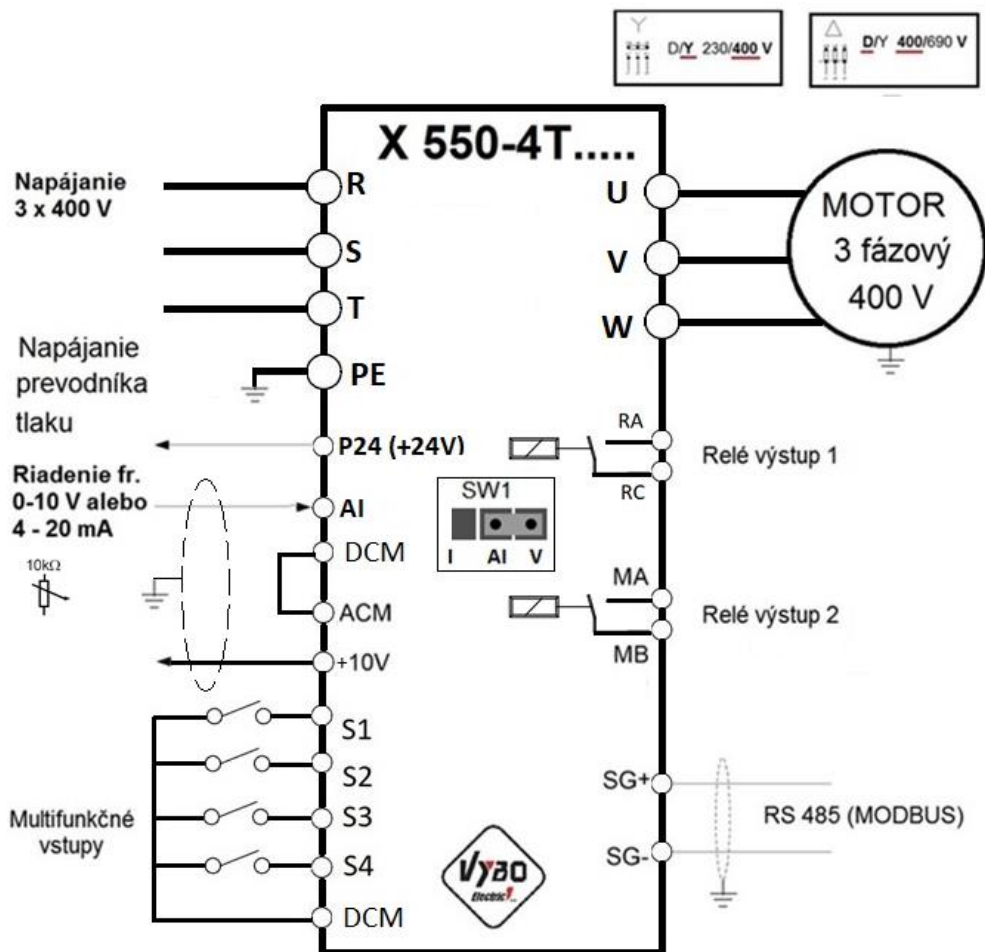 D/Y 230/400 V
D/Y 400/690 V
X 550-4T.....
Napájanie
3 x 400 V
R
S
T
PE
U
V
W
MOTOR
3 fázový
400 V
Napájanie
prevodníka
tlaku
P24 (+24V)
Riadenie fr.
0-10 V alebo
4 - 20 mA
AI
10kΩ
DCM
ACM
+10V
SW1
I AI V
RA
RC
Relé výstup 1
MA
MB
Relé výstup 2
S1
S2
S3
S4
DCM
Multifunkčné
vstupy
SG+
SG-
RS 485 (MODBUS)
VYBO
Electric